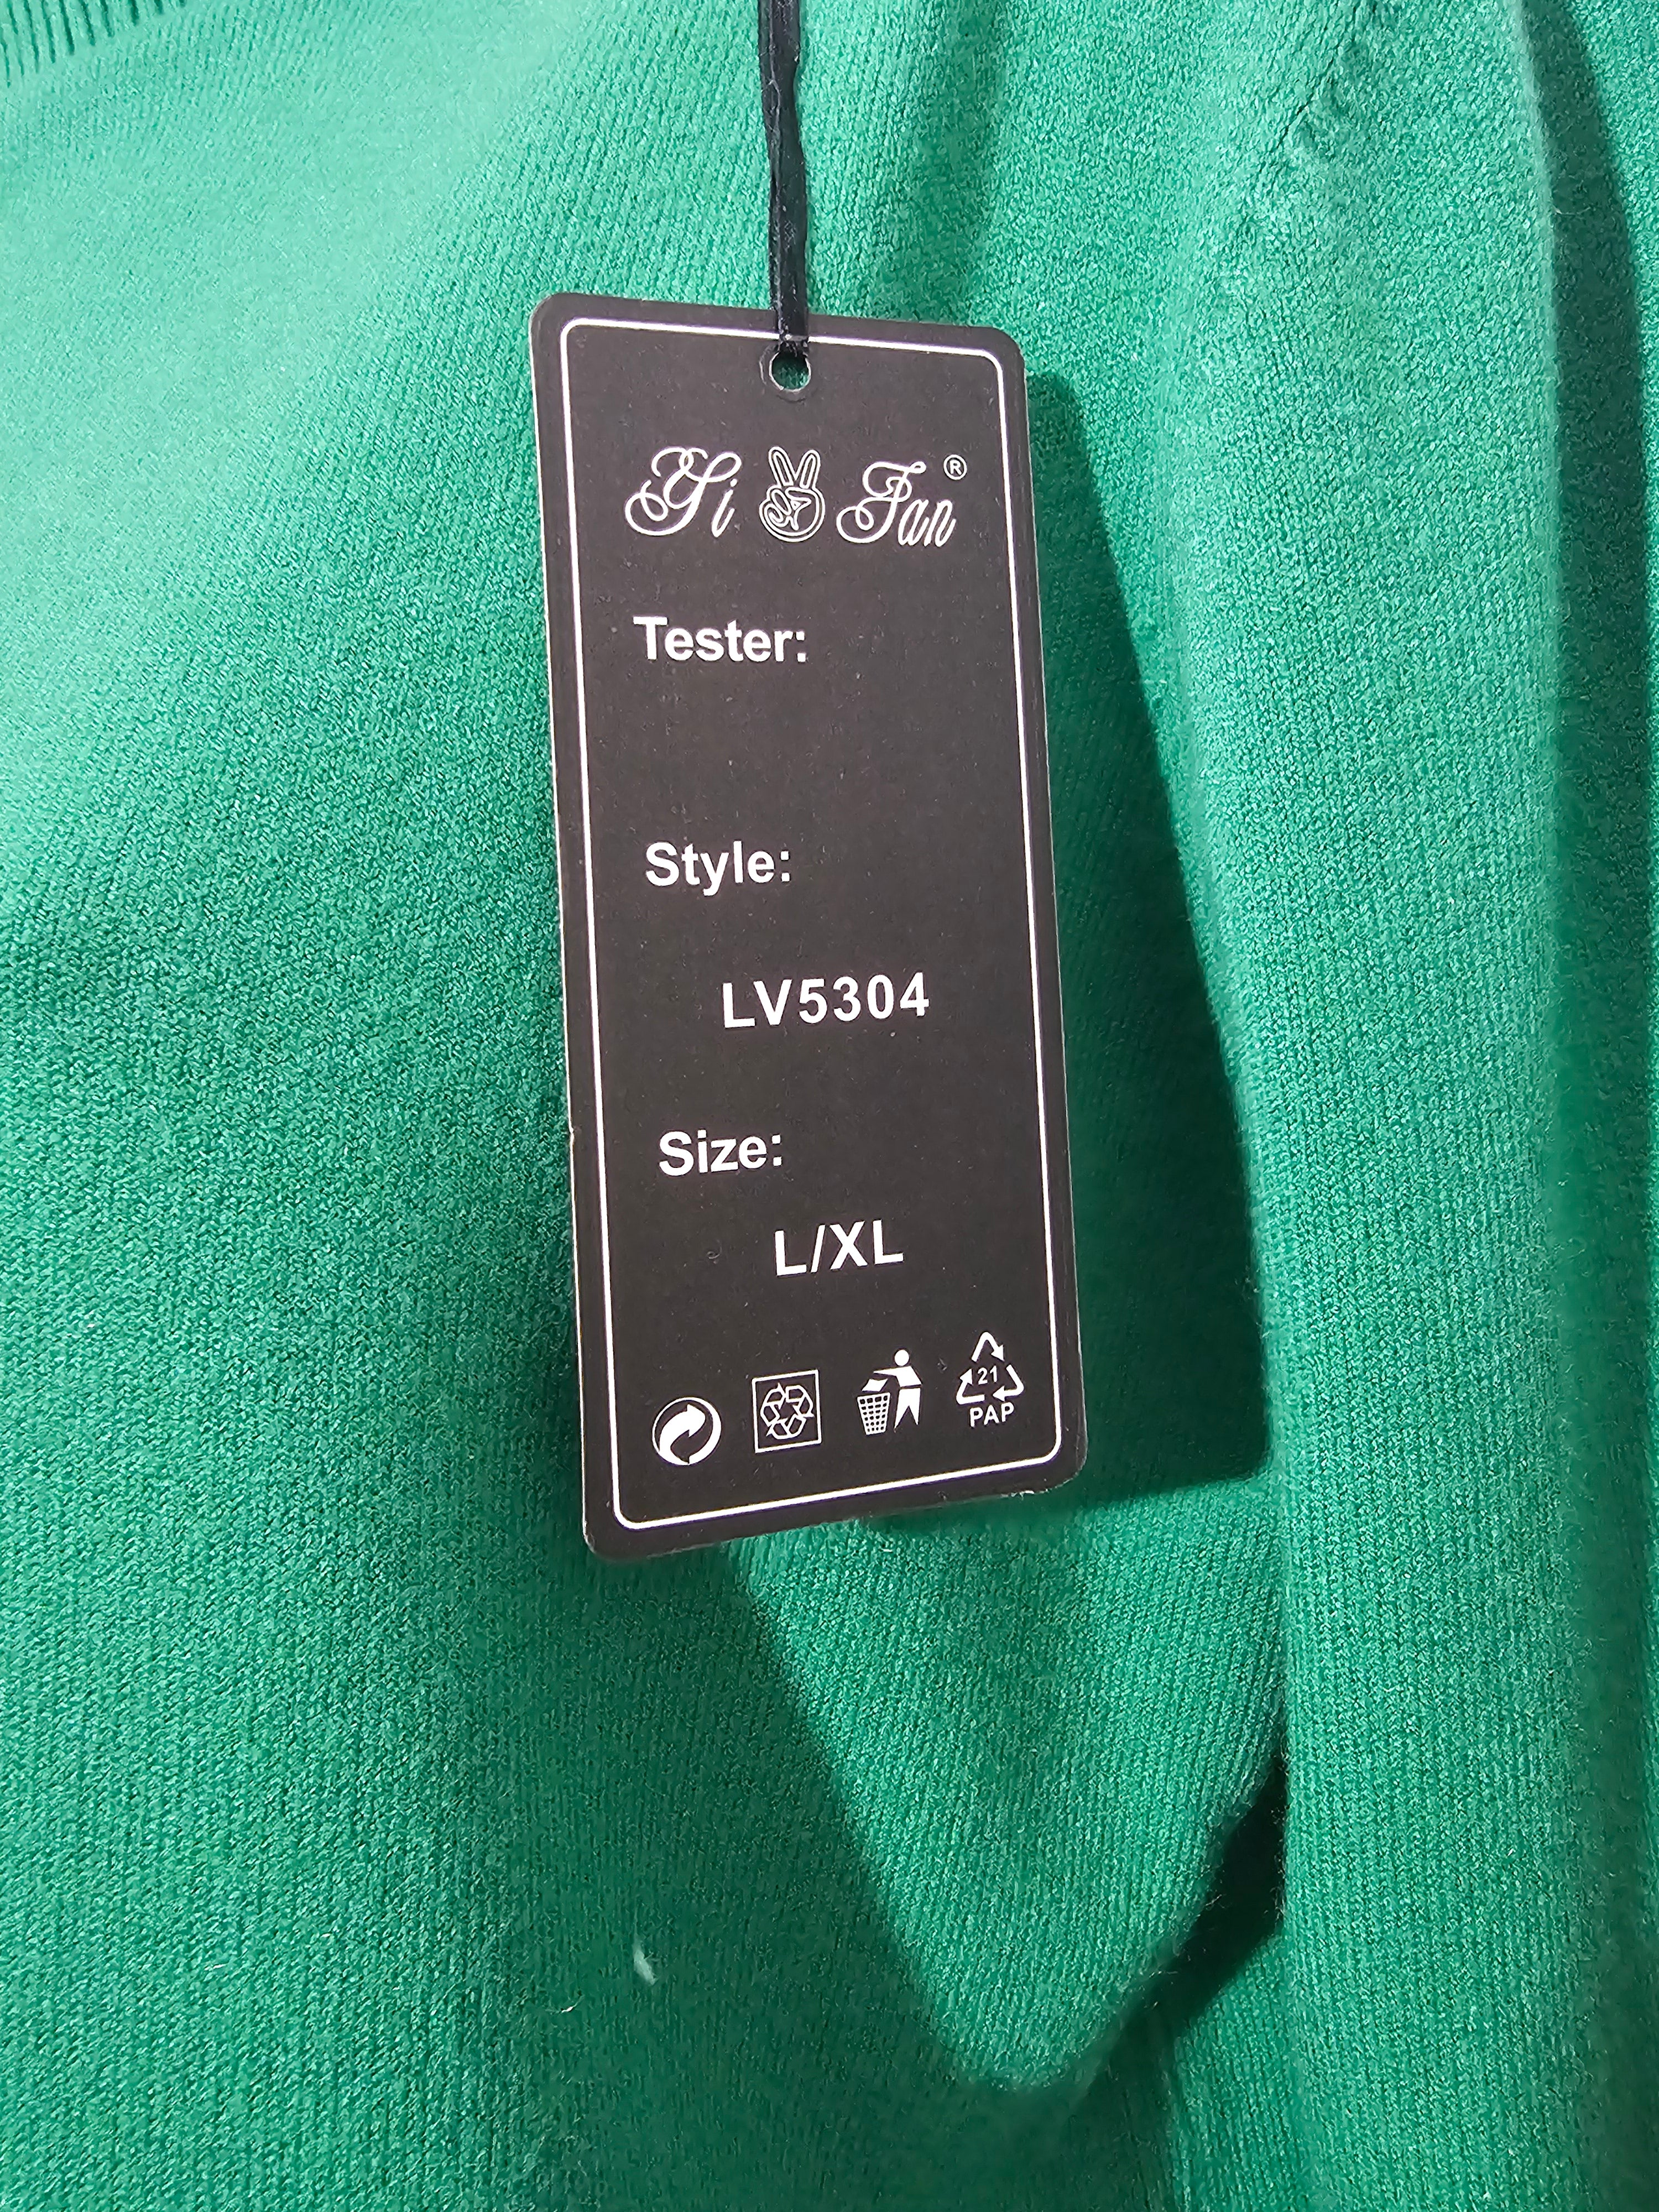 Yi Fan®
Tester:
Style:
LV5304
Size:
L/XL
21
PAP